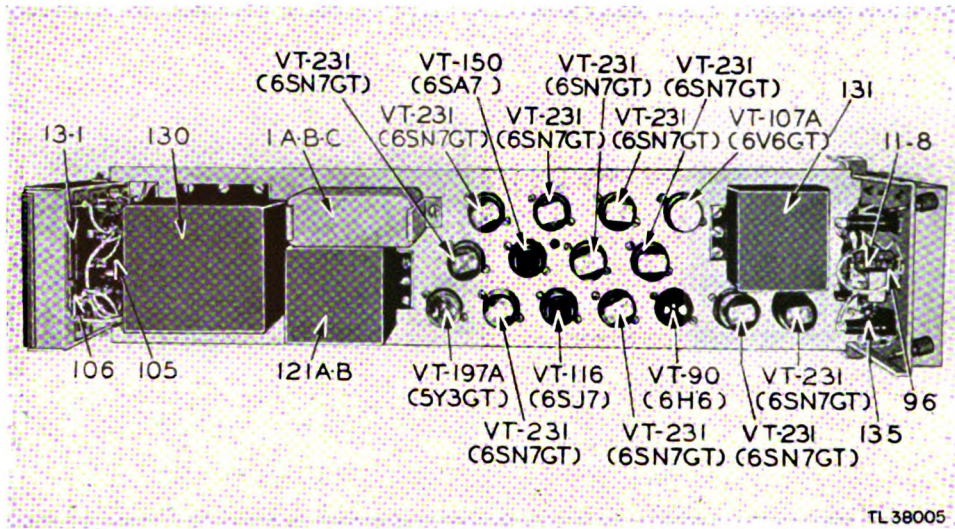 VT-231 VT-150 VT-231 VT-231
(6SN7GT) (6SA7) (6SN7GT) (6SN7GT) 131
VT-231 VT-231 VT-231 VT-107A
13-1 130 1A-B-C (6SN7GT) (6SN7GT) (6SN7GT) (6V6GT) 11-8
106 105 121A-B VT-197A VT-116 VT-90 VT-231 96
(5Y3GT) (6SJ7) (6H6) (6SN7GT)
VT-231 VT-231 VT-231 135
(6SN7GT) (6SN7GT) (6SN7GT)
TL 38005